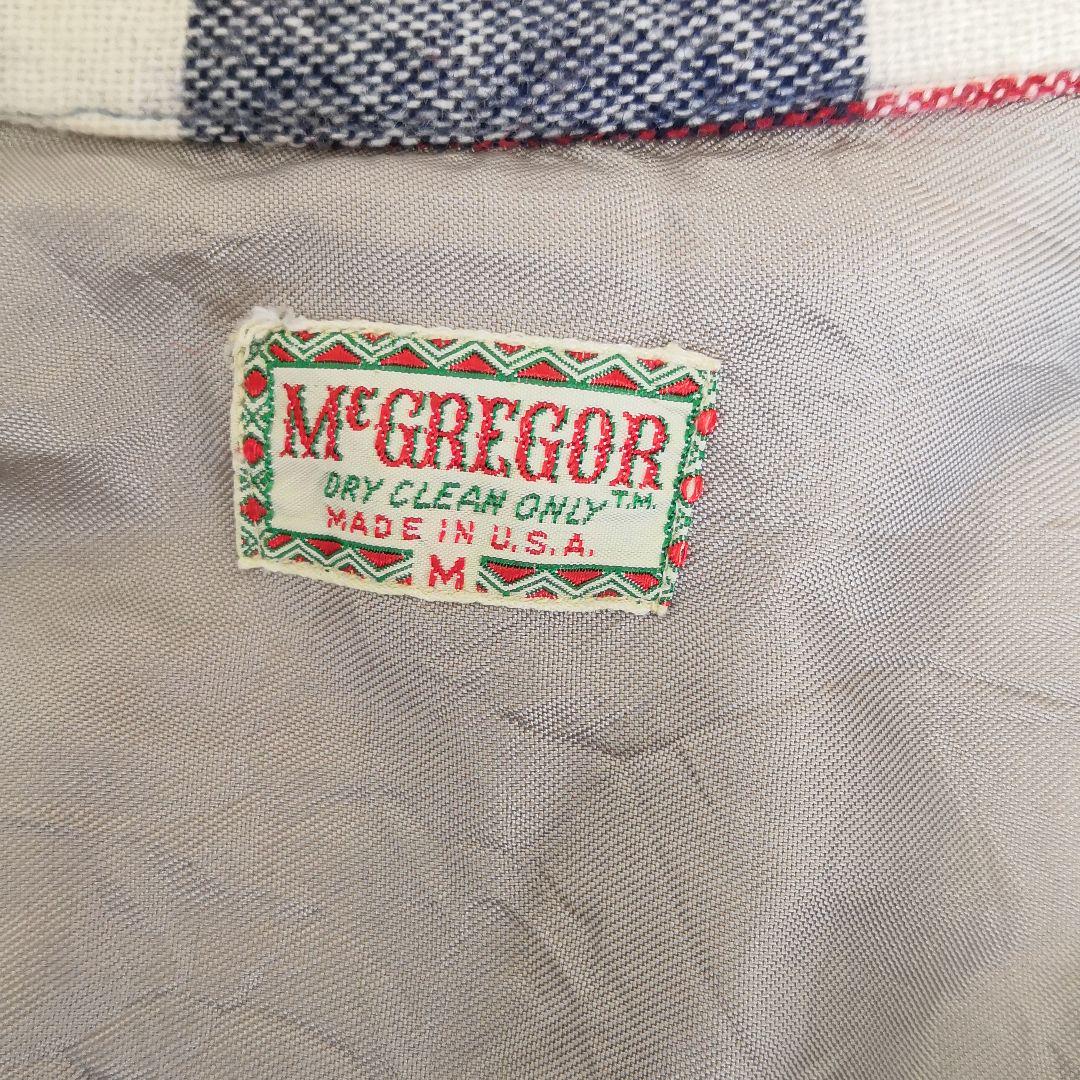 McGREGOR
DRY CLEAN ONLY T.M.
MADE IN U.S.A.
M